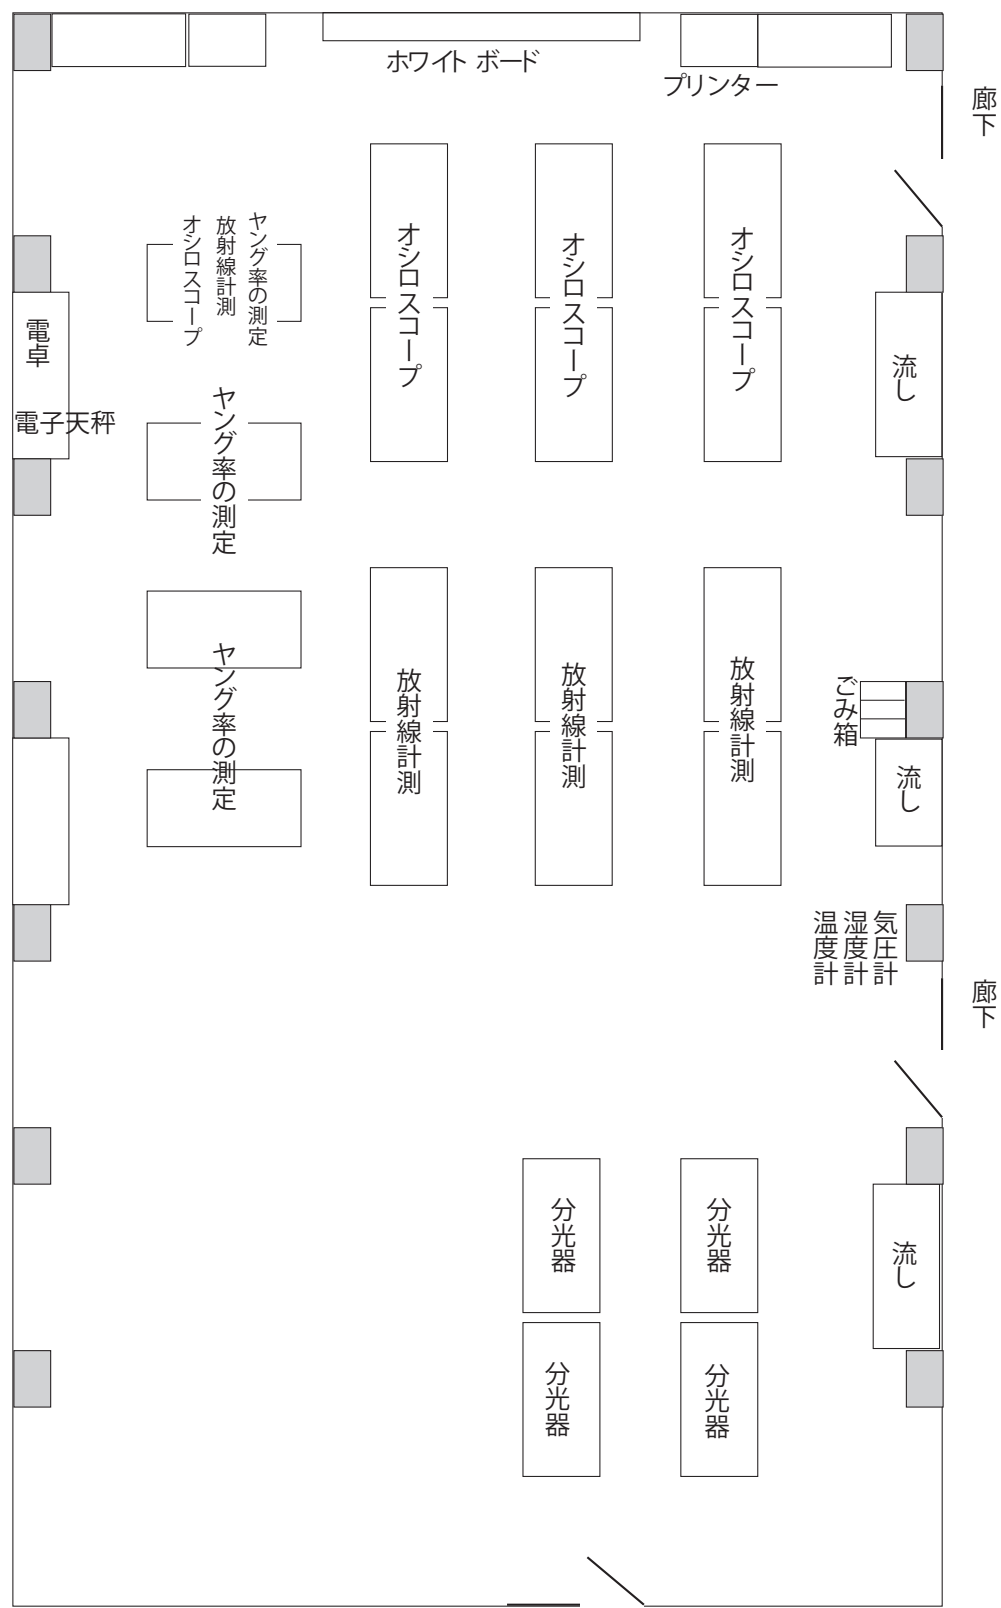 ホワイトボード
プリンター
廊下
ヤング率の測定
放射線計測
オシロスコープ
オシロスコープ
オシロスコープ
オシロスコープ
電卓
電子天秤
流し
ヤング率の測定
ヤング率の測定
放射線計測
放射線計測
放射線計測
ごみ箱
流し
気圧計
湿度計
温度計
廊下
分光器
分光器
流し
分光器
分光器